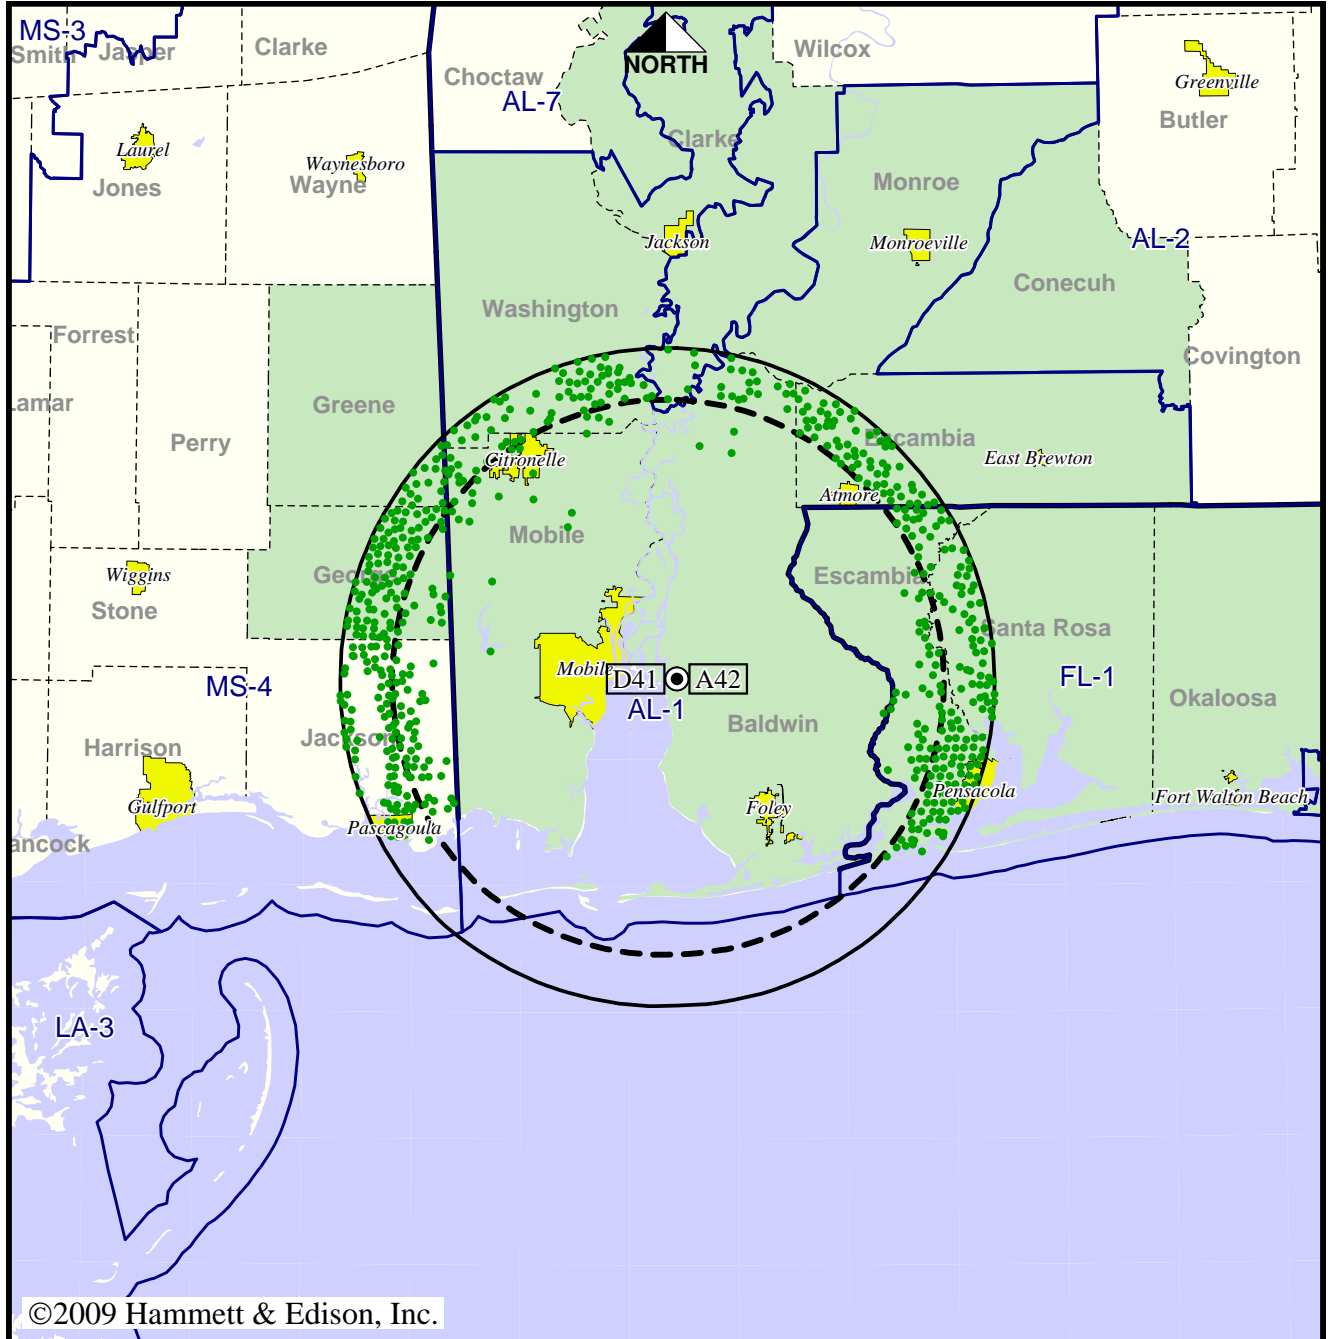 MS-3
Smith
Jasper
Clarke
NORTH
Wilcox
Choctaw
AL-7
Greenville
Butler
Clarke
Laurel
Waynesboro
Jones
Wayne
Monroe
Jackson
Monroeville
AL-2
Conecuh
Washington
Forrest
Covington
Lamar
Greene
Perry
Escambia
Citronelle
East Brewton
Atmore
Mobile
Wiggins
George
Escambia
Stone
Santa Rosa
Mobile
D41
A42
MS-4
FL-1
AL-1
Okaloosa
Baldwin
Jackson
Harrison
Pensacola
Fort Walton Beach
Gulfport
Foley
Pascagoula
ancock
LA-3
©2009 Hammett & Edison, Inc.